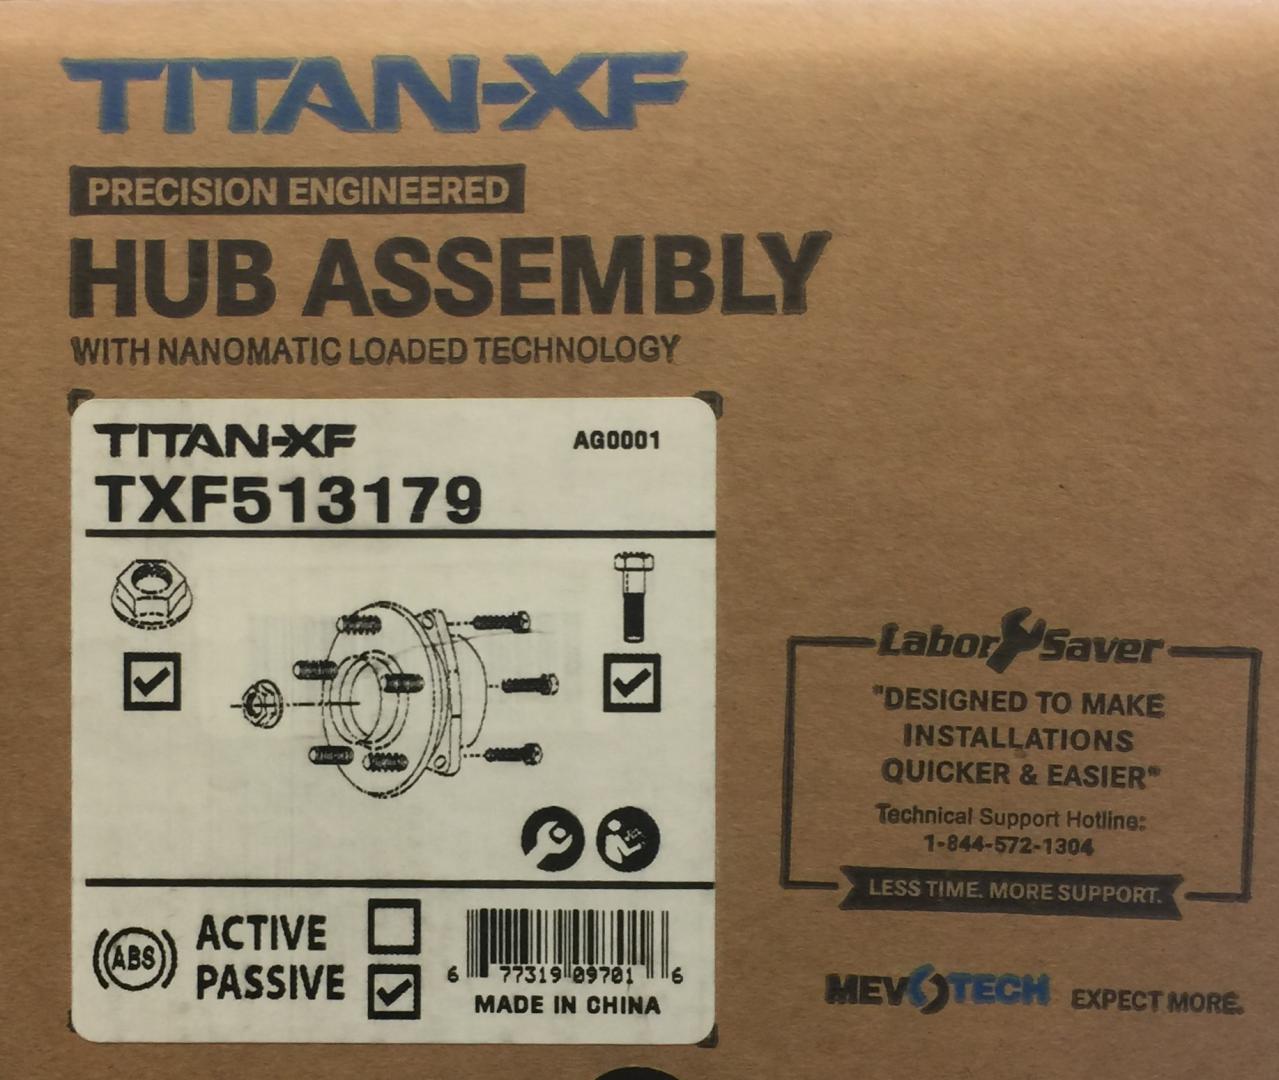 TITAN-XF
PRECISION ENGINEERED
HUB ASSEMBLY
WITH NANOMATIC LOADED TECHNOLOGY
TITAN-XF
AG0001
TXF513179
ABS
ACTIVE
PASSIVE
6 77319 09701 6
MADE IN CHINA
Labor Saver
"DESIGNED TO MAKE
INSTALLATIONS
QUICKER & EASIER"
Technical Support Hotline:
1-844-572-1304
LESS TIME. MORE SUPPORT.
MEVOTECH EXPECT MORE.